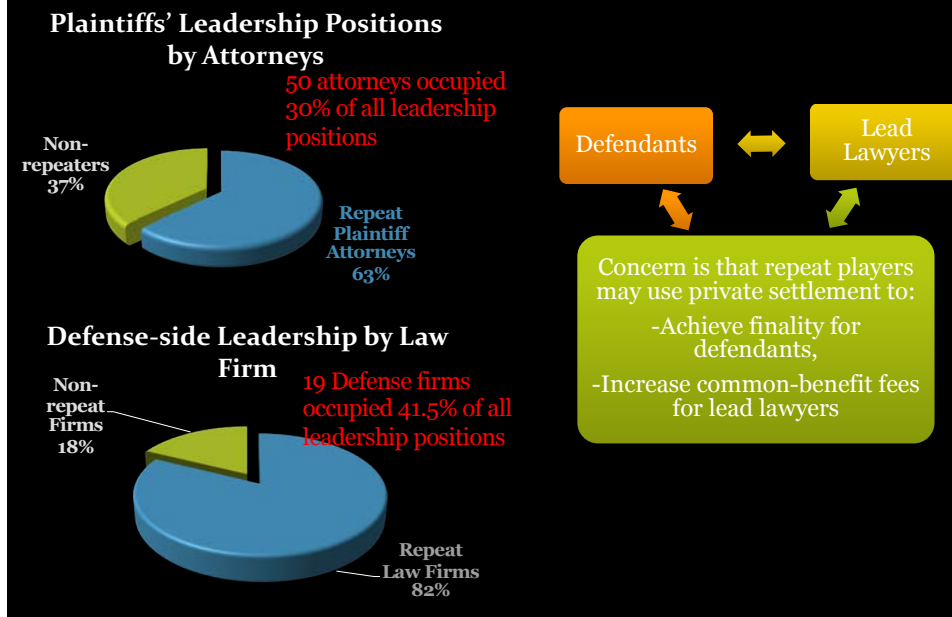 Plaintiffs' Leadership Positions
by Attorneys
50 attorneys occupied
30% of all leadership
positions
Non-
repeaters
37%
Repeat
Plaintiff
Attorneys
63%
Defense-side Leadership by Law
Firm
19 Defense firms
occupied 41.5% of all
leadership positions
Non-
repeat
Firms
18%
Repeat
Law Firms
82%
Defendants
Lead
Lawyers
Concern is that repeat players
may use private settlement to:
-Achieve finality for
defendants,
-Increase common-benefit fees
for lead lawyers